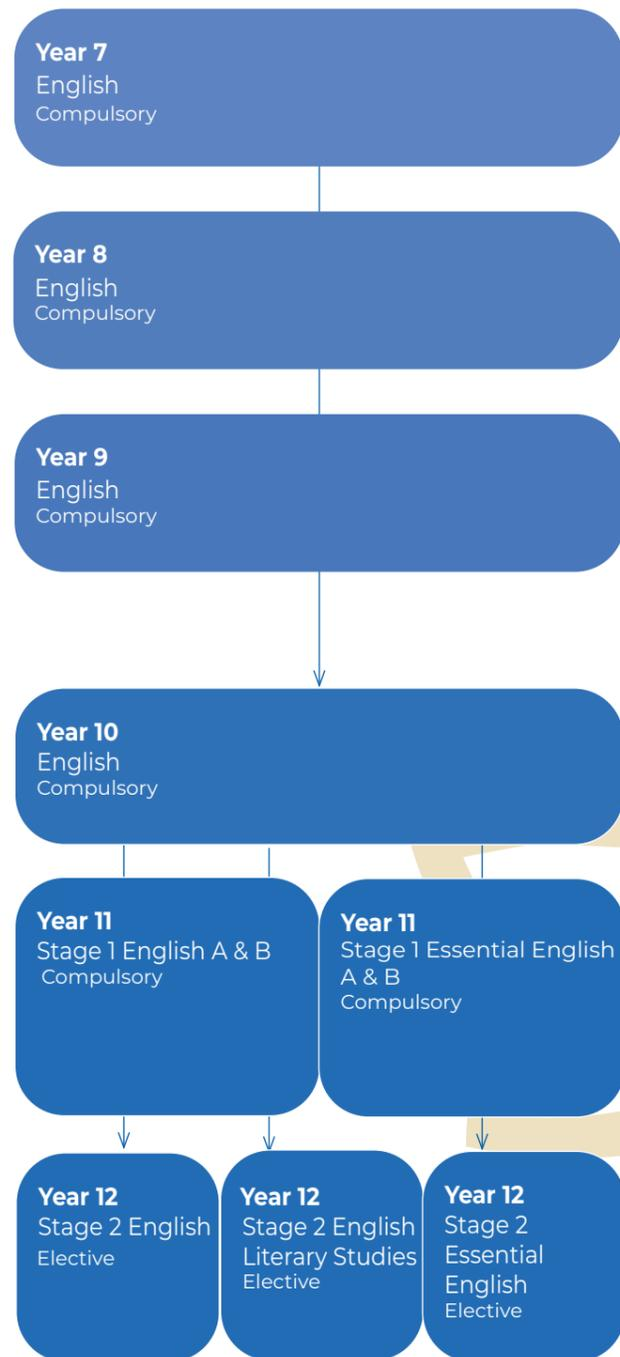 Year 7
English
Compulsory
Year 8
English
Compulsory
Year 9
English
Compulsory
Year 10
English
Compulsory
Year 11
Stage 1 English A & B
Compulsory
Year 11
Stage 1 Essential English
A & B
Compulsory
Year 12
Stage 2 English
Elective
Year 12
Stage 2 English
Literary Studies
Elective
Year 12
Stage 2
Essential
English
Elective